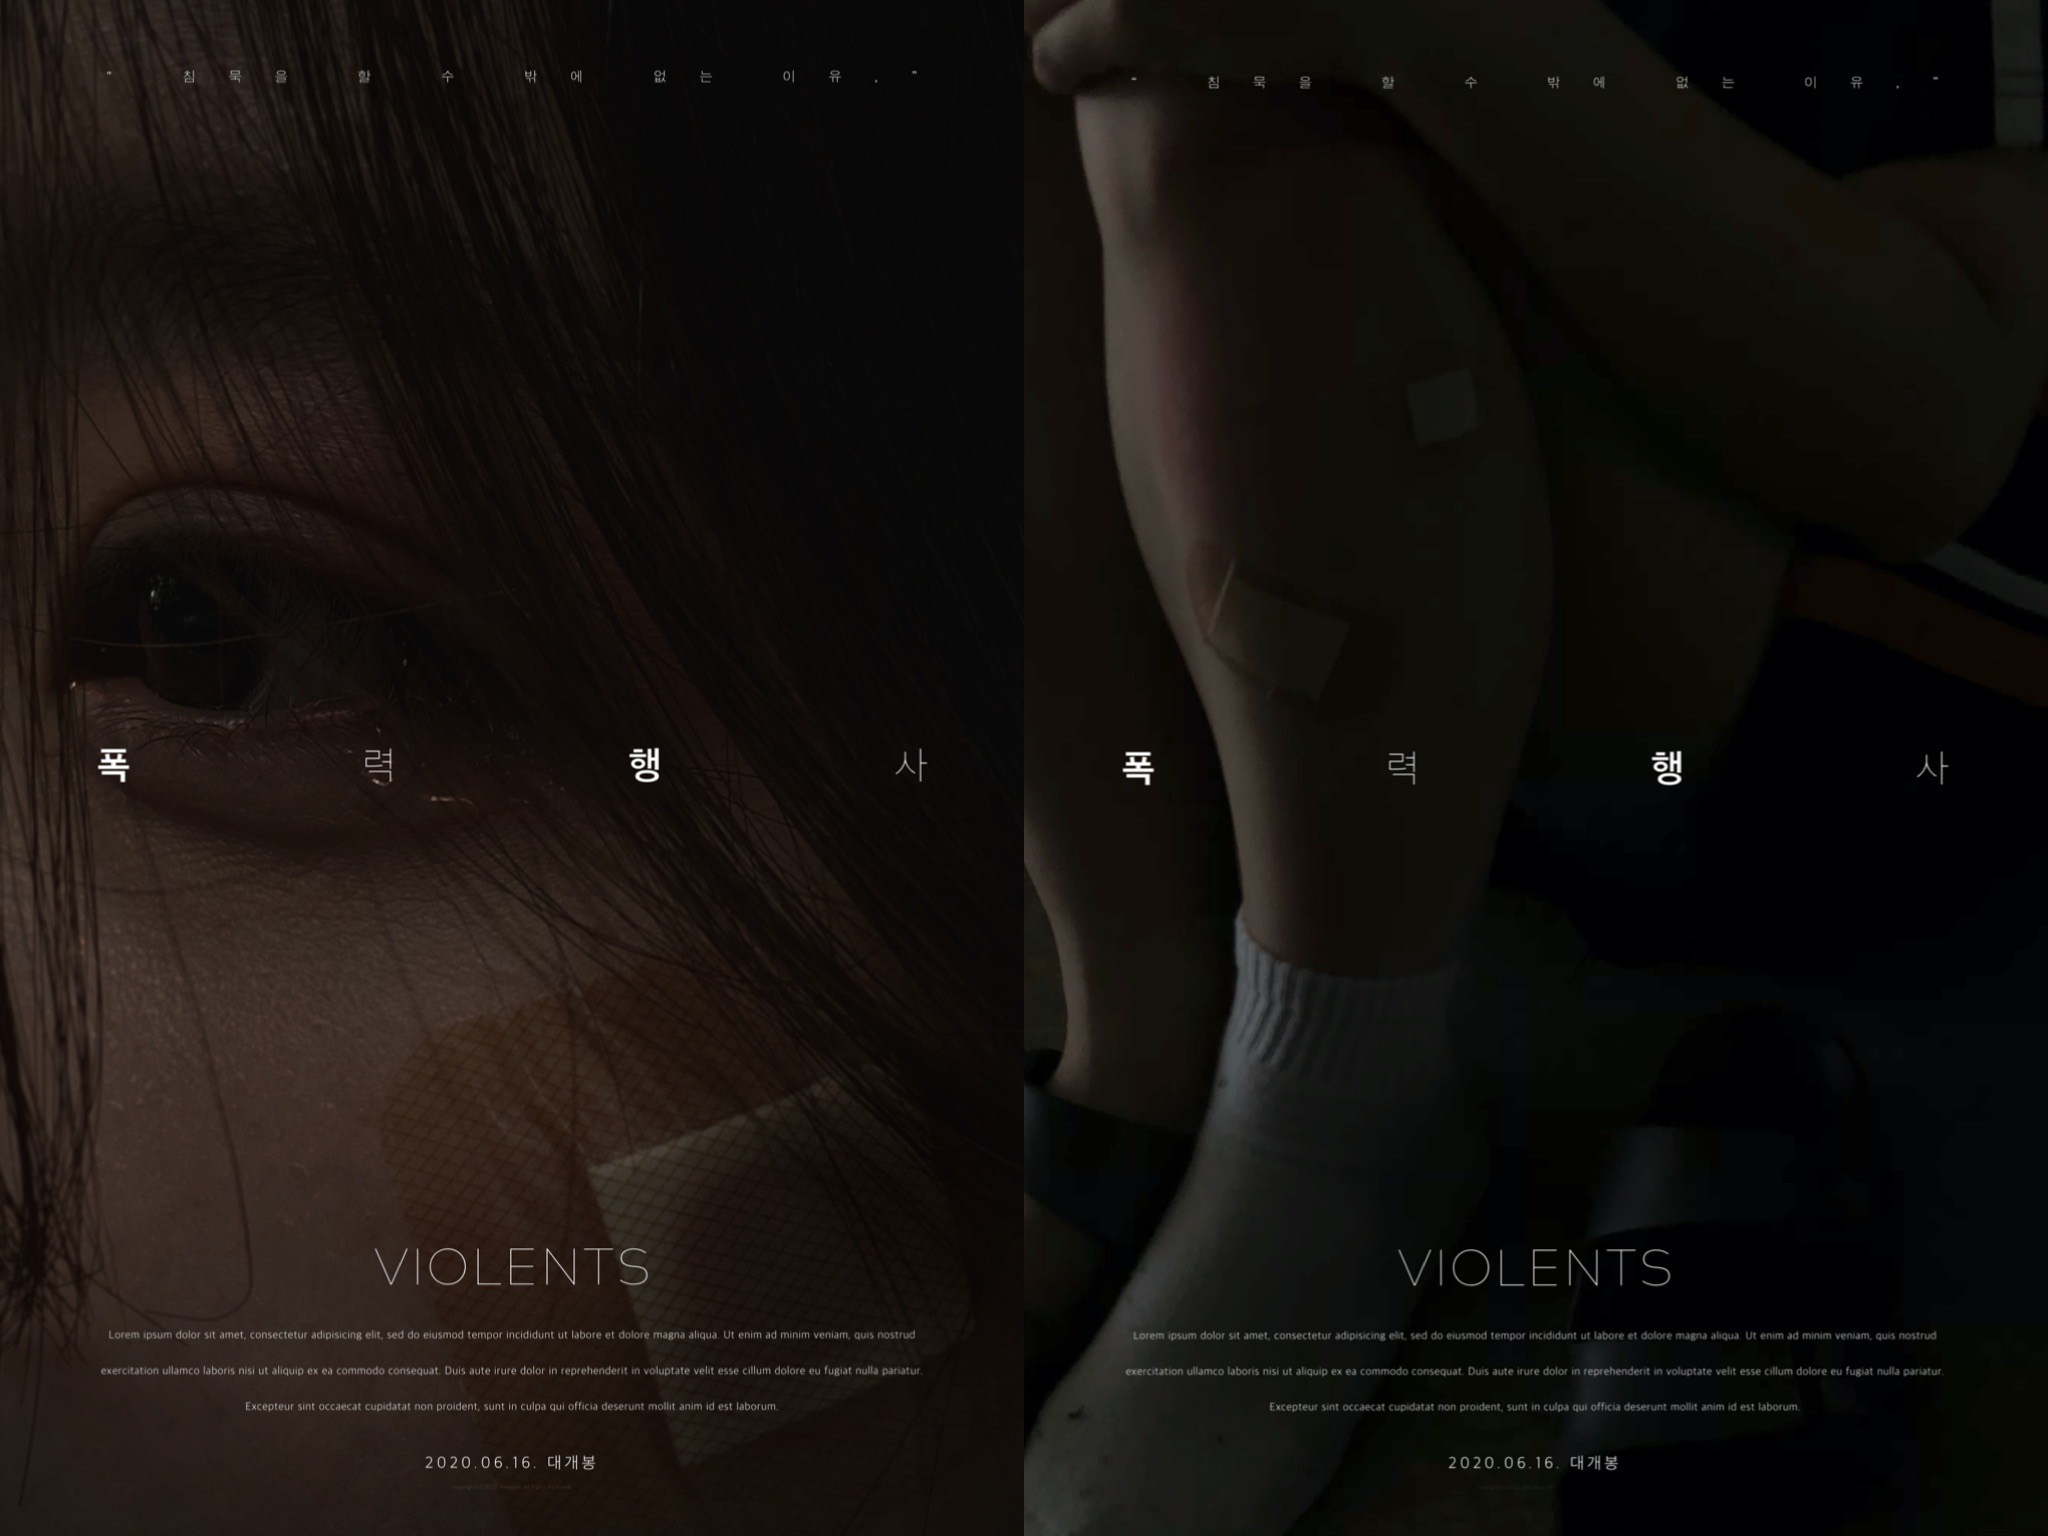 “ 침묵을 할 수 밖에 없는 이유. ”
폭력행사
VIOLENTS
Lorem ipsum dolor sit amet, consectetur adipisicing elit, sed do eiusmod tempor incididunt ut labore et dolore magna aliqua. Ut enim ad minim veniam, quis nostrud
exercitation ullamco laboris nisi ut aliquip ex ea commodo consequat. Duis aute irure dolor in reprehenderit in voluptate velit esse cillum dolore eu fugiat nulla pariatur.
Excepteur sint occaecat cupidatat non proident, sunt in culpa qui officia deserunt mollit anim id est laborum.
2020.06.16. 대개봉
“ 침묵을 할 수 밖에 없는 이유. ”
폭력행사
VIOLENTS
Lorem ipsum dolor sit amet, consectetur adipisicing elit, sed do eiusmod tempor incididunt ut labore et dolore magna aliqua. Ut enim ad minim veniam, quis nostrud
exercitation ullamco laboris nisi ut aliquip ex ea commodo consequat. Duis aute irure dolor in reprehenderit in voluptate velit esse cillum dolore eu fugiat nulla pariatur.
Excepteur sint occaecat cupidatat non proident, sunt in culpa qui officia deserunt mollit anim id est laborum.
2020.06.16. 대개봉